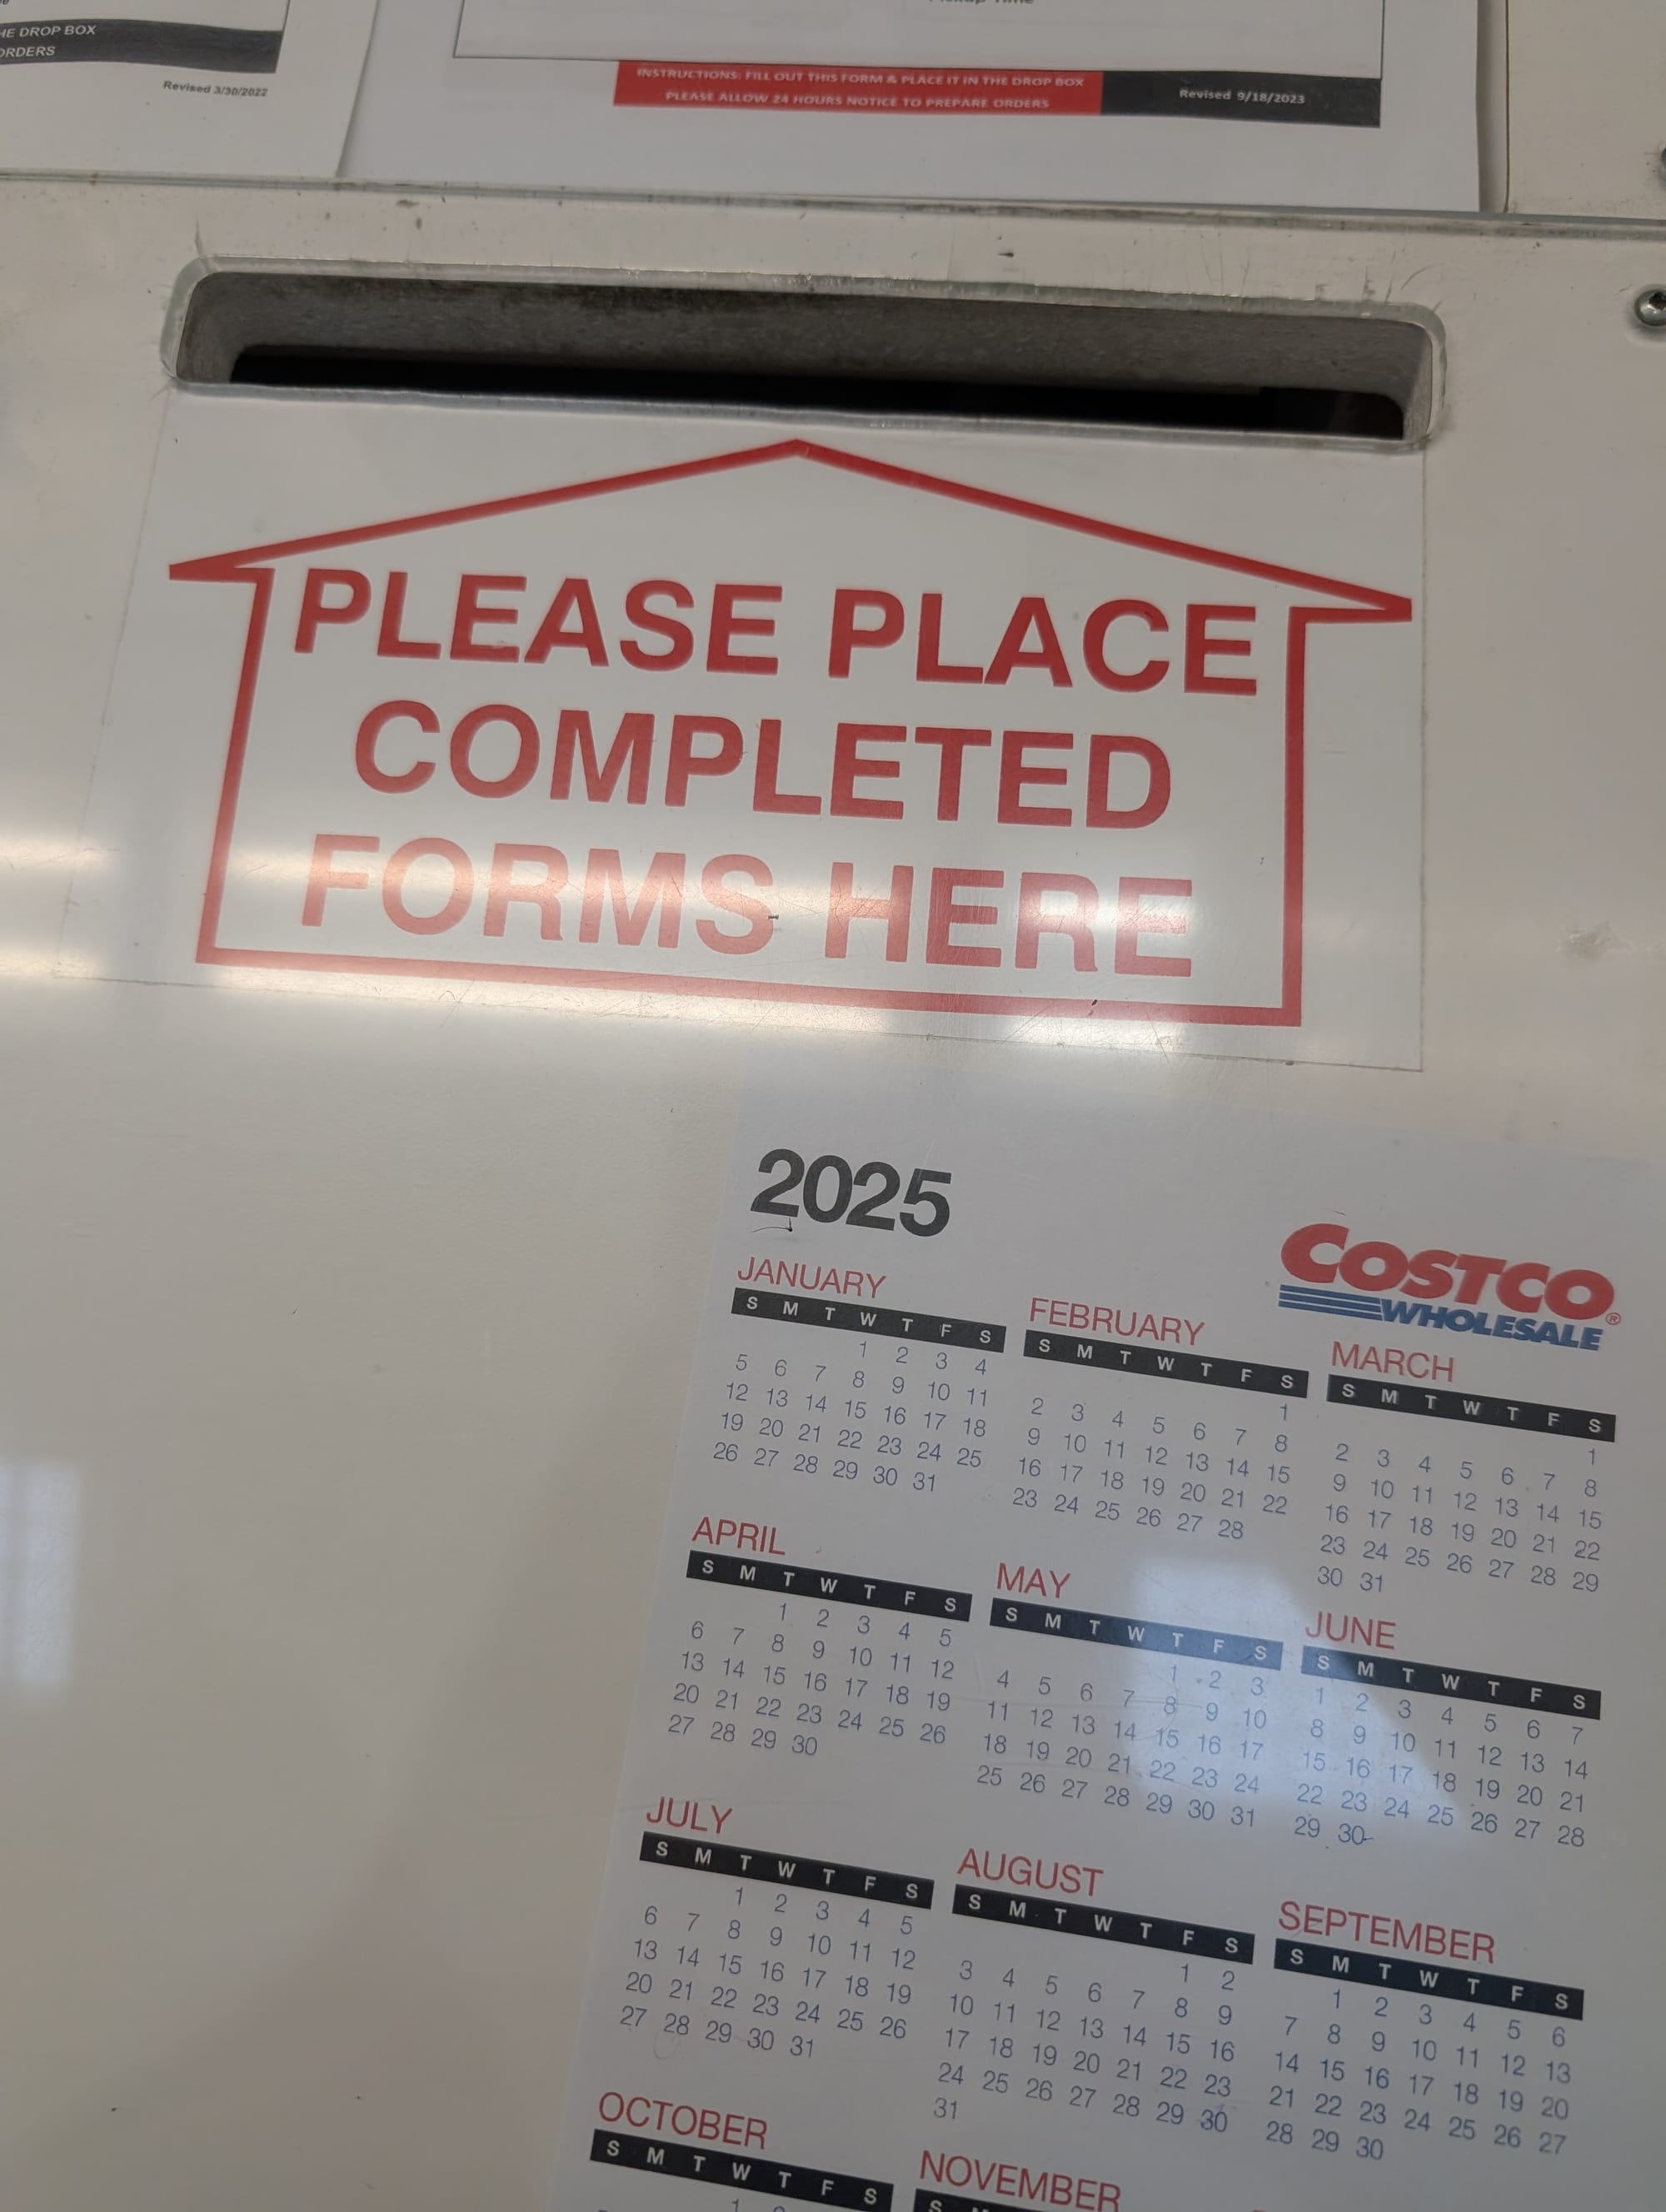 HE DROP BOX
ORDERS
Revised 3/30/2022
INSTRUCTIONS: FILL OUT THIS FORM & PLACE IT IN THE DROP BOX
PLEASE ALLOW 24 HOURS NOTICE TO PREPARE ORDERS
Revised 9/18/2023
PLEASE PLACE
COMPLETED
FORMS HERE
2025
COSTCO®
WHOLESALE
JANUARY
S M T W T F S
1 2 3 4
5 6 7 8 9 10 11
12 13 14 15 16 17 18
19 20 21 22 23 24 25
26 27 28 29 30 31
FEBRUARY
S M T W T F S
1
2 3 4 5 6 7 8
9 10 11 12 13 14 15
16 17 18 19 20 21 22
23 24 25 26 27 28
MARCH
S M T W T F S
1
2 3 4 5 6 7 8
9 10 11 12 13 14 15
16 17 18 19 20 21 22
23 24 25 26 27 28 29
30 31
APRIL
S M T W T F S
1 2 3 4 5
6 7 8 9 10 11 12
13 14 15 16 17 18 19
20 21 22 23 24 25 26
27 28 29 30
MAY
S M T W T F S
1 2 3
4 5 6 7 8 9 10
11 12 13 14 15 16 17
18 19 20 21 22 23 24
25 26 27 28 29 30 31
JUNE
S M T W T F S
1 2 3 4 5 6 7
8 9 10 11 12 13 14
15 16 17 18 19 20 21
22 23 24 25 26 27 28
29 30
JULY
S M T W T F S
1 2 3 4 5
6 7 8 9 10 11 12
13 14 15 16 17 18 19
20 21 22 23 24 25 26
27 28 29 30 31
AUGUST
S M T W T F S
1 2
3 4 5 6 7 8 9
10 11 12 13 14 15 16
17 18 19 20 21 22 23
24 25 26 27 28 29 30
31
SEPTEMBER
S M T W T F S
1 2 3 4 5 6
7 8 9 10 11 12 13
14 15 16 17 18 19 20
21 22 23 24 25 26 27
28 29 30
OCTOBER
S M T W T F S
NOVEMBER